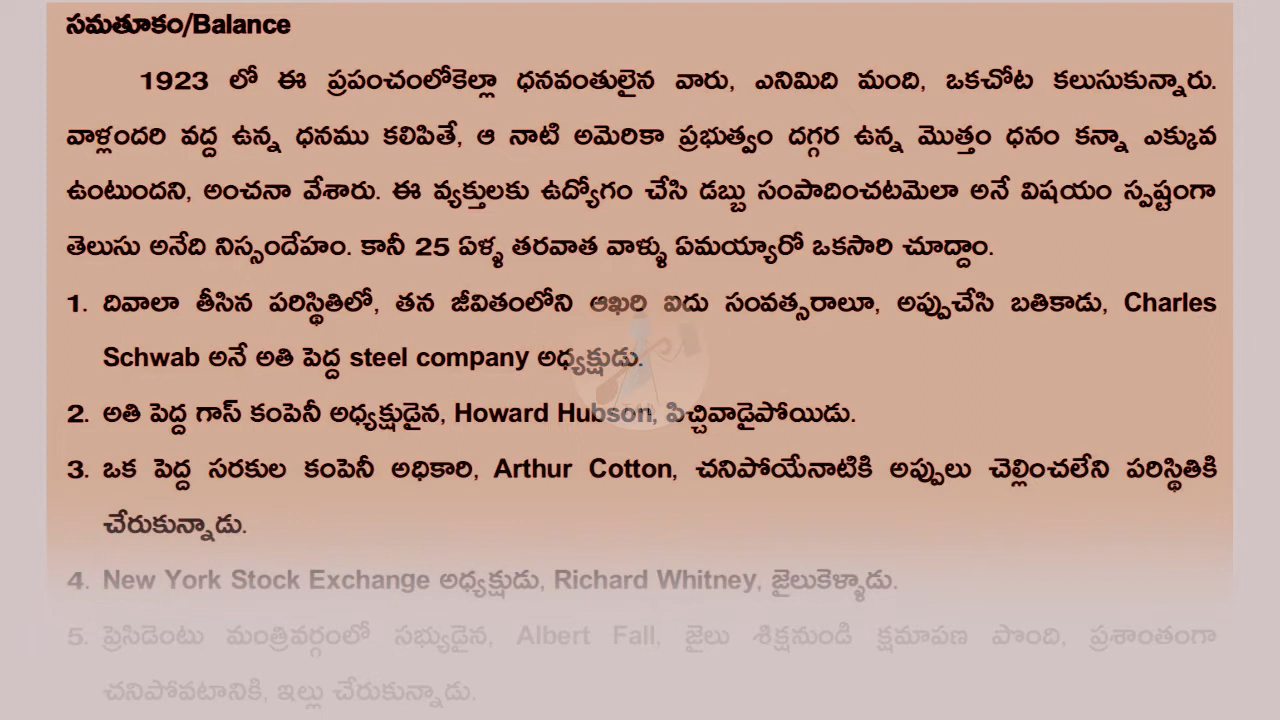 సమతూకం/Balance
1923 లో ఈ ప్రపంచంలోకెల్లా ధనవంతులైన వారు, ఎనిమిది మంది, ఒకచోట కలుసుకున్నారు.
వాళ్లందరి వద్ద ఉన్న ధనము కలిపితే, ఆ నాటి అమెరికా ప్రభుత్వం దగ్గర ఉన్న మొత్తం ధనం కన్నా ఎక్కువ
ఉంటుందని, అంచనా వేశారు. ఈ వ్యక్తులకు ఉద్యోగం చేసి డబ్బు సంపాదించటమెలా అనే విషయం స్పష్టంగా
తెలుసు అనేది నిస్సందేహం. కానీ 25 ఏళ్ళ తరవాత వాళ్ళు ఏమయ్యారో ఒకసారి చూద్దాం.
1. దివాలా తీసిన పరిస్థితిలో, తన జీవితంలోని ఆఖరి ఐదు సంవత్సరాలూ, అప్పుచేసి బతికాడు, Charles
Schwab అనే అతి పెద్ద steel company అధ్యక్షుడు.
2. అతి పెద్ద గాస్ కంపెనీ అధ్యక్షుడైన, Howard Hubson, పిచ్చివాడైపోయిడు.
3. ఒక పెద్ద సరకుల కంపెనీ అధికారి, Arthur Cotton, చనిపోయేనాటికి అప్పులు చెల్లించలేని పరిస్థితికి
చేరుకున్నాడు.
4. New York Stock Exchange అధ్యక్షుడు, Richard Whitney, జైలుకెళ్ళాడు.
5. ప్రెసిడెంటు మంత్రివర్గంలో సభ్యుడైన, Albert Fall, జైలు శిక్షనుండి క్షమాపణ పొంది, ప్రశాంతంగా
చనిపోవటానికి, ఇల్లు చేరుకున్నాడు.